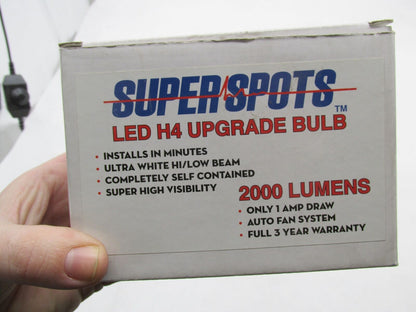 SUPERSPOTS TM
LED H4 UPGRADE BULB
• INSTALLS IN MINUTES
• ULTRA WHITE HI/LOW BEAM
• COMPLETELY SELF CONTAINED
• SUPER HIGH VISIBILITY
2000 LUMENS
• ONLY 1 AMP DRAW
• AUTO FAN SYSTEM
• FULL 3 YEAR WARRANTY